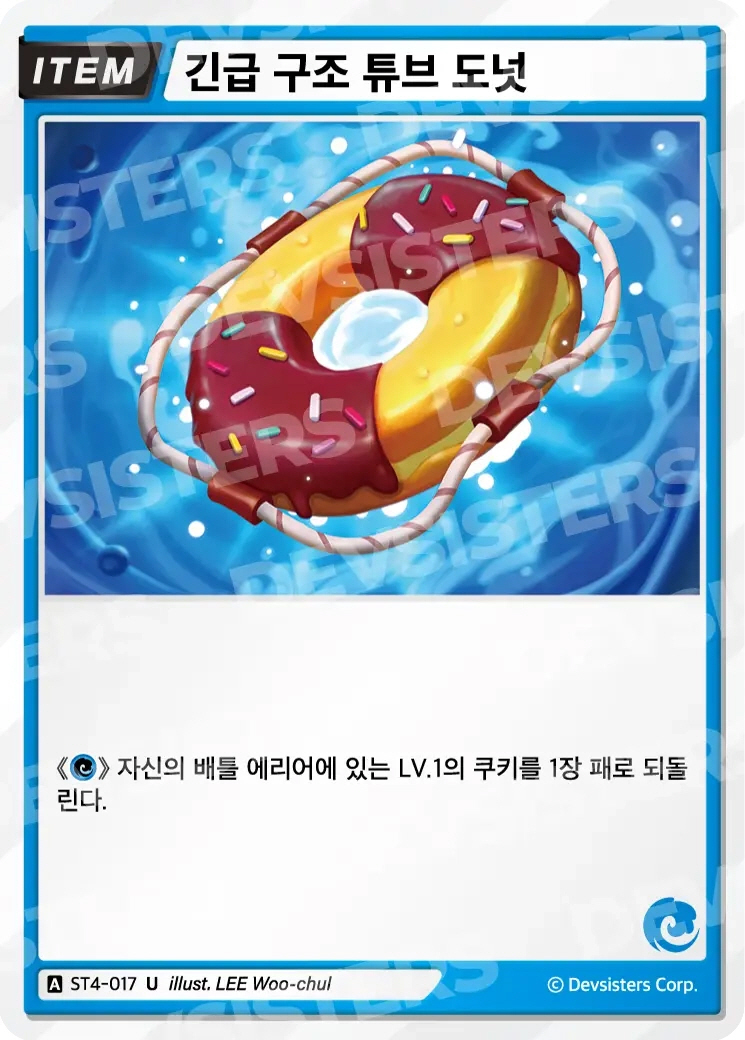 ITEM
긴급 구조 튜브 도넛
DEVSISTERS
《》 자신의 배틀 에리어에 있는 LV.1의 쿠키를 1장 패로 되돌
린다.
A ST4-017 U illust. LEE Woo-chul
© Devsisters Corp.